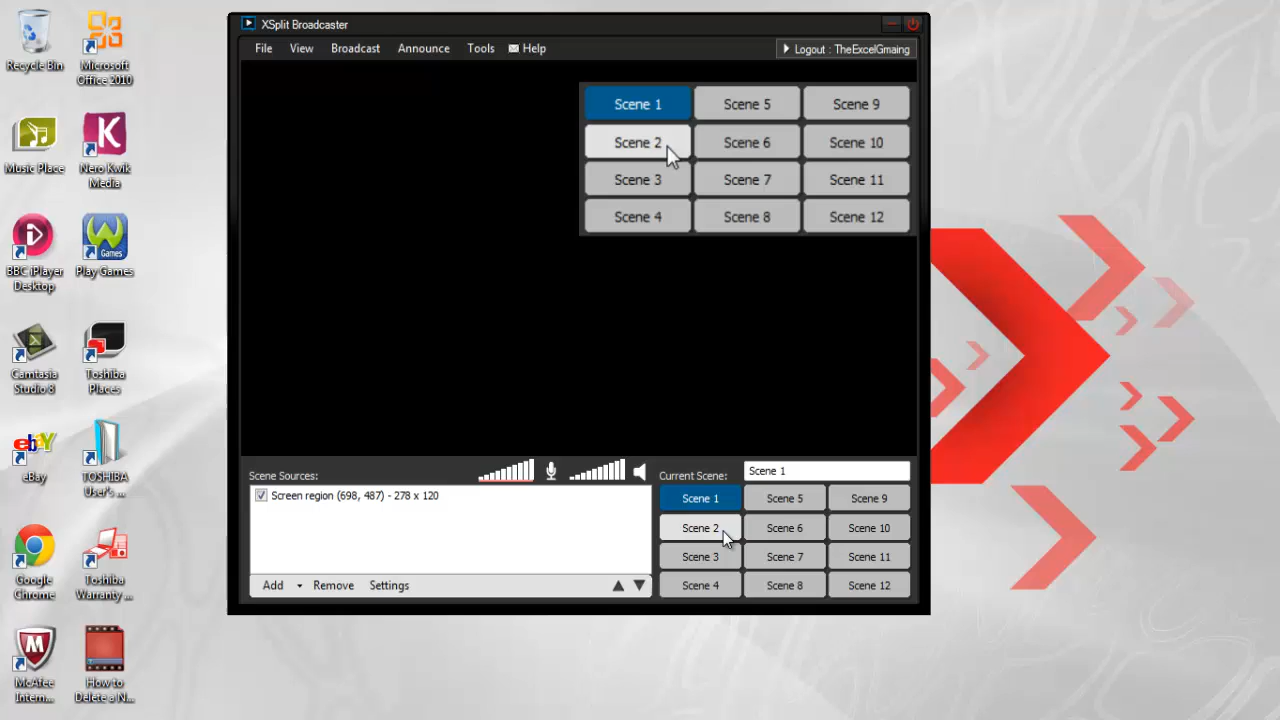 XSplit Broadcaster
File View Broadcast Announce Tools Help
Logout : TheExcelGmaing
Scene 1 Scene 5 Scene 9
Scene 2 Scene 6 Scene 10
Scene 3 Scene 7 Scene 11
Scene 4 Scene 8 Scene 12
Scene Sources:
Screen region (698, 487) - 278 x 120
Add Remove Settings
Current Scene: Scene 1
Scene 1 Scene 5 Scene 9
Scene 2 Scene 6 Scene 10
Scene 3 Scene 7 Scene 11
Scene 4 Scene 8 Scene 12
Recycle Bin
Microsoft
Office 2010
Music Place
Nero Kwik
Media
BBC iPlayer
Desktop
Games
Play Games
Camtasia
Studio 8
Toshiba
Places
ebay
eBay
TOSHIBA
User's ...
Google
Chrome
Toshiba
Warranty ...
McAfee
Intern...
How to
Delete a N...